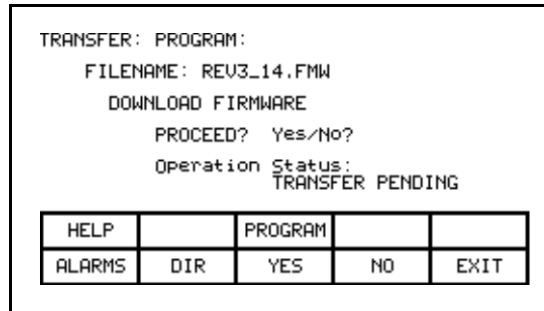 TRANSFER: PROGRAM:
FILENAME: REV3_14.FMW
DOWNLOAD FIRMWARE
PROCEED? Yes/No?
Operation Status:
TRANSFER PENDING
HELP PROGRAM
ALARMS DIR YES NO EXIT